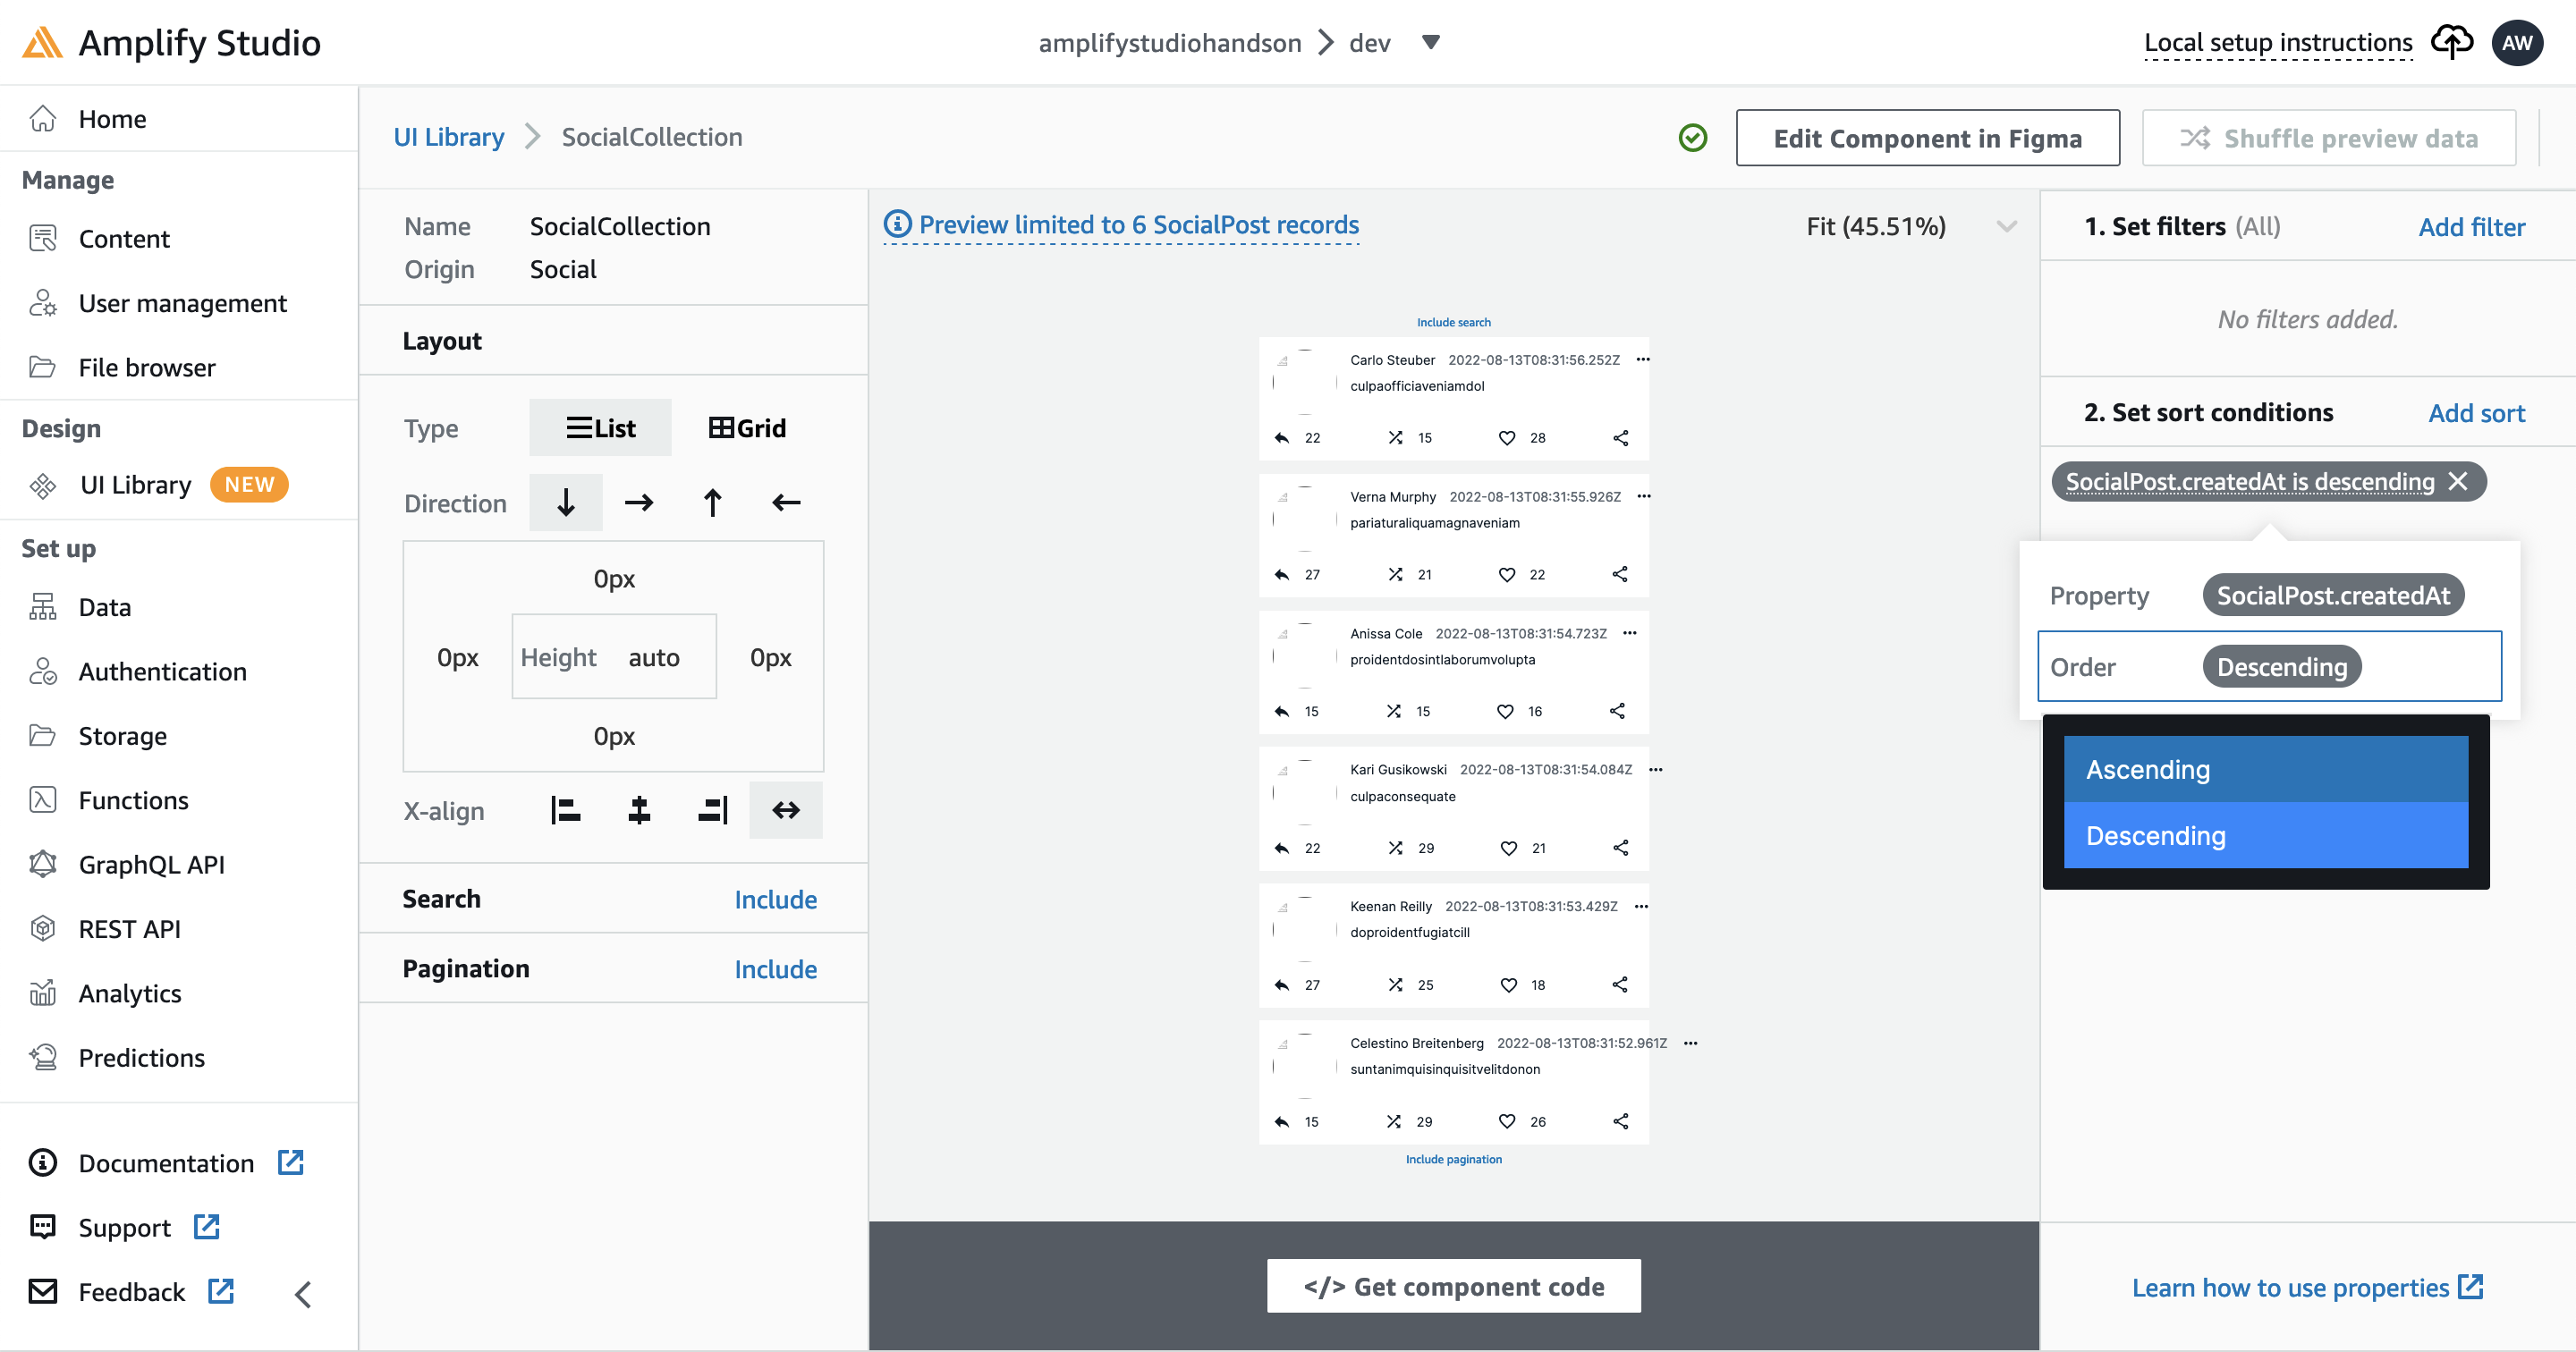 Amplify Studio
amplifystudiohandson dev
Local setup instructions AW
Home
Manage
Content
User management
File browser
Design
UI Library NEW
Set up
Data
Authentication
Storage
Functions
GraphQL API
REST API
Analytics
Predictions
Documentation
Support
Feedback
UI Library SocialCollection
Edit Component in Figma
Shuffle preview data
Name SocialCollection
Origin Social
Layout
Type List Grid
Direction
0px
0px Height auto 0px
0px
X-align
Search Include
Pagination Include
Preview limited to 6 SocialPost records
Fit (45.51%)
Include search
Carlo Steuber 2022-08-13T08:31:56.252Z
culpaofficiaveniamdol
22 15 28
Verna Murphy 2022-08-13T08:31:55.926Z
pariaturaliquamagnaveniam
27 21 22
Anissa Cole 2022-08-13T08:31:54.723Z
proidentdosintlaborumvolupta
15 15 16
Kari Gusikowski 2022-08-13T08:31:54.084Z
culpaconsequate
22 29 21
Keenan Reilly 2022-08-13T08:31:53.429Z
doproidentfugiatcill
27 25 18
Celestino Breitenberg 2022-08-13T08:31:52.961Z
suntanimquisinquisitvelitdonon
15 29 26
Include pagination
</> Get component code
1. Set filters (All) Add filter
No filters added.
2. Set sort conditions Add sort
SocialPost.createdAt is descending
Property SocialPost.createdAt
Order Descending
Ascending
Descending
Learn how to use properties